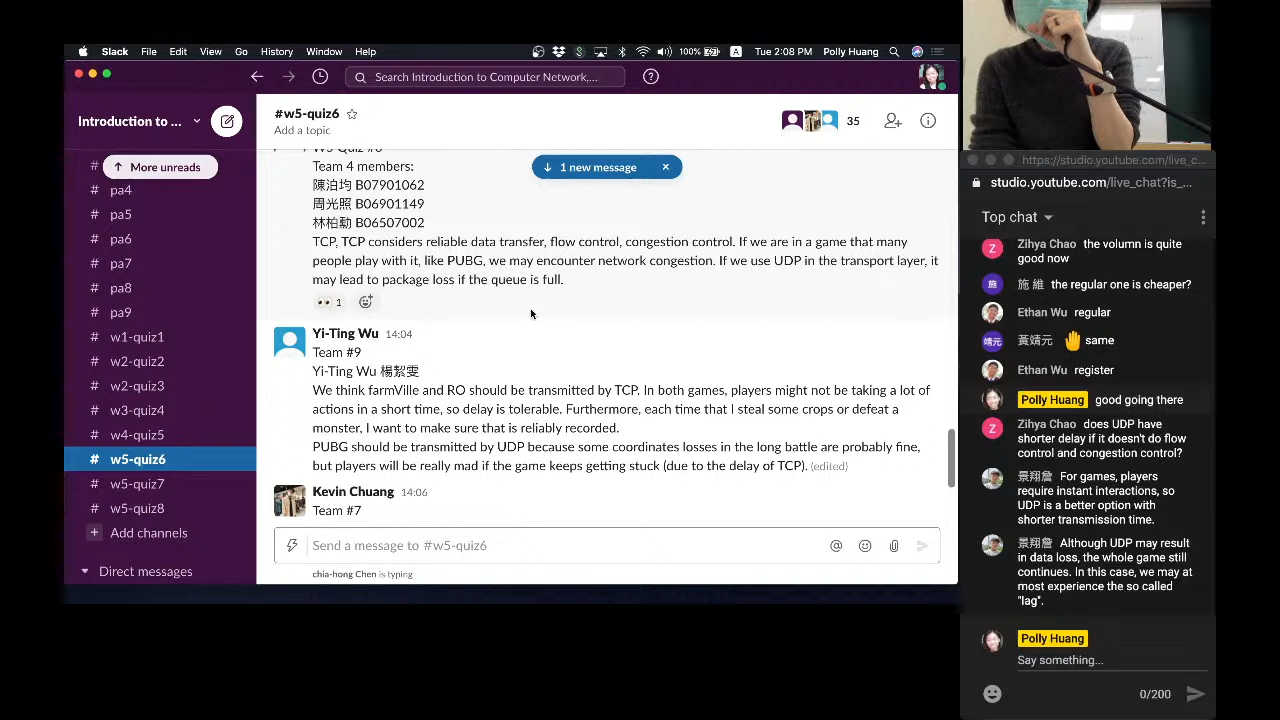 Slack File Edit View Go History Window Help
100% A Tue 2:08 PM Polly Huang
Search Introduction to Computer Network,...
Introduction to ...
More unreads
#
# pa4
# pa5
# pa6
# pa7
# pa8
# pa9
# w1-quiz1
# w2-quiz2
# w2-quiz3
# w3-quiz4
# w4-quiz5
# w5-quiz6
# w5-quiz7
# w5-quiz8
+ Add channels
Direct messages
#w5-quiz6
Add a topic
35
1 new message
W5 Quiz #6
Team 4 members:
陳泊均 B07901062
周光照 B06901149
林柏勳 B06507002
TCP, TCP considers reliable data transfer, flow control, congestion control. If we are in a game that many
people play with it, like PUBG, we may encounter network congestion. If we use UDP in the transport layer, it
may lead to package loss if the queue is full.
1
Yi-Ting Wu 14:04
Team #9
Yi-Ting Wu 楊絜雯
We think farmVille and RO should be transmitted by TCP. In both games, players might not be taking a lot of
actions in a short time, so delay is tolerable. Furthermore, each time that I steal some crops or defeat a
monster, I want to make sure that is reliably recorded.
PUBG should be transmitted by UDP because some coordinates losses in the long battle are probably fine,
but players will be really mad if the game keeps getting stuck (due to the delay of TCP). (edited)
Kevin Chuang 14:06
Team #7
Send a message to #w5-quiz6
chia-hong Chen is typing
https://studio.youtube.com/live_c...
studio.youtube.com/live_chat?is_...
Top chat
Z Zihya Chao the volumn is quite
good now
施 施 維 the regular one is cheaper?
Ethan Wu regular
靖元 黃靖元 same
Ethan Wu register
Polly Huang good going there
Z Zihya Chao does UDP have
shorter delay if it doesn't do flow
control and congestion control?
景翔詹 For games, players
require instant interactions, so
UDP is a better option with
shorter transmission time.
景翔詹 Although UDP may result
in data loss, the whole game still
continues. In this case, we may at
most experience the so called
"lag".
Polly Huang
Say something...
0/200